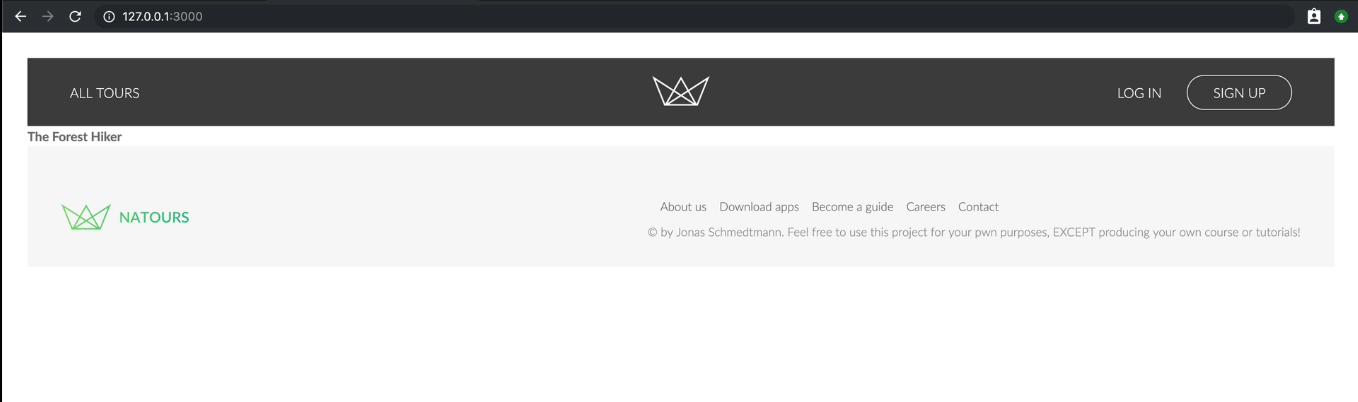 127.0.0.1:3000
ALL TOURS
LOG IN
SIGN UP
The Forest Hiker
NATOURS
About us Download apps Become a guide Careers Contact
© by Jonas Schmedtmann. Feel free to use this project for your pwn purposes, EXCEPT producing your own course or tutorials!